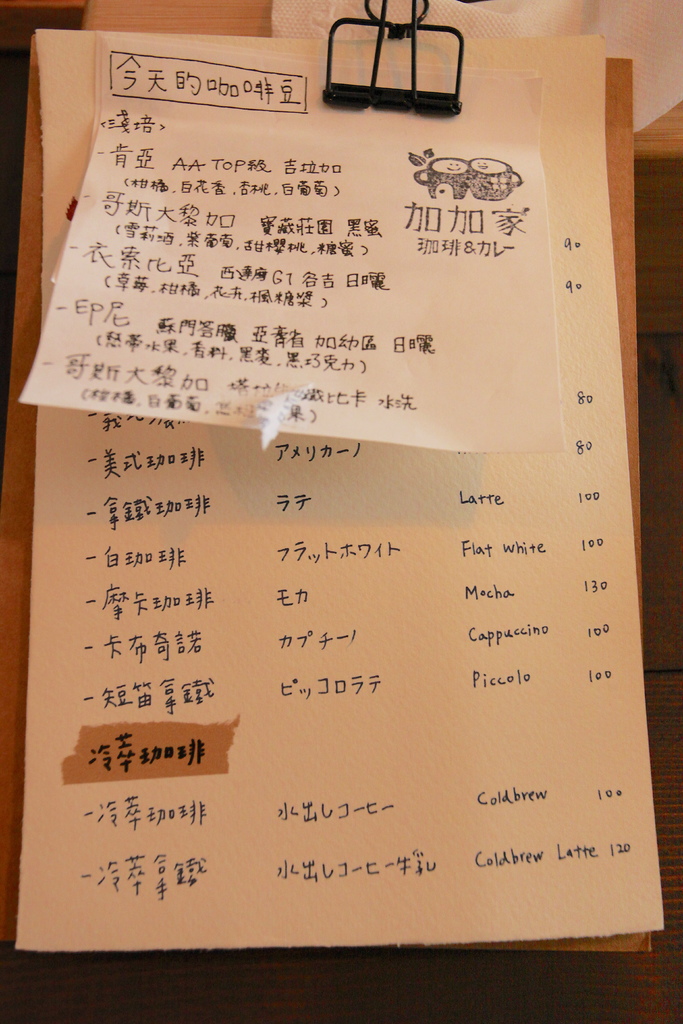 今天的咖啡豆
<淺培>
- 肯亞 AA TOP級 吉拉加
(柑橘,白花香,杏桃,白葡萄)
加加家
珈琲&カレー
- 哥斯大黎加 寶藏莊園 黑蜜
(雪莉酒,紫葡萄,甜櫻桃,糖蜜)
90
- 衣索比亞 西達摩 G1 谷吉 日曬
(草莓,柑橘,花卉,楓糖漿)
90
- 印尼 蘇門答臘 亞齊省 加幼區 日曬
(熱帶水果,香料,黑麥,黑巧克力)
- 哥斯大黎加 塔拉 比卡 水洗
(柑橘,白葡萄, 果)
80
- 美式珈琲 アメリカーノ 80
- 拿鐵珈琲 ラテ Latte 100
- 白珈琲 フラットホワイト Flat white 100
- 摩卡珈琲 モカ Mocha 130
- 卡布奇諾 カプチーノ Cappuccino 100
- 短笛拿鐵 ピッコロラテ Piccolo 100
冷萃珈琲
- 冷萃珈琲 水出しコーヒー Coldbrew 100
- 冷萃拿鐵 水出しコーヒー牛乳 Coldbrew Latte 120